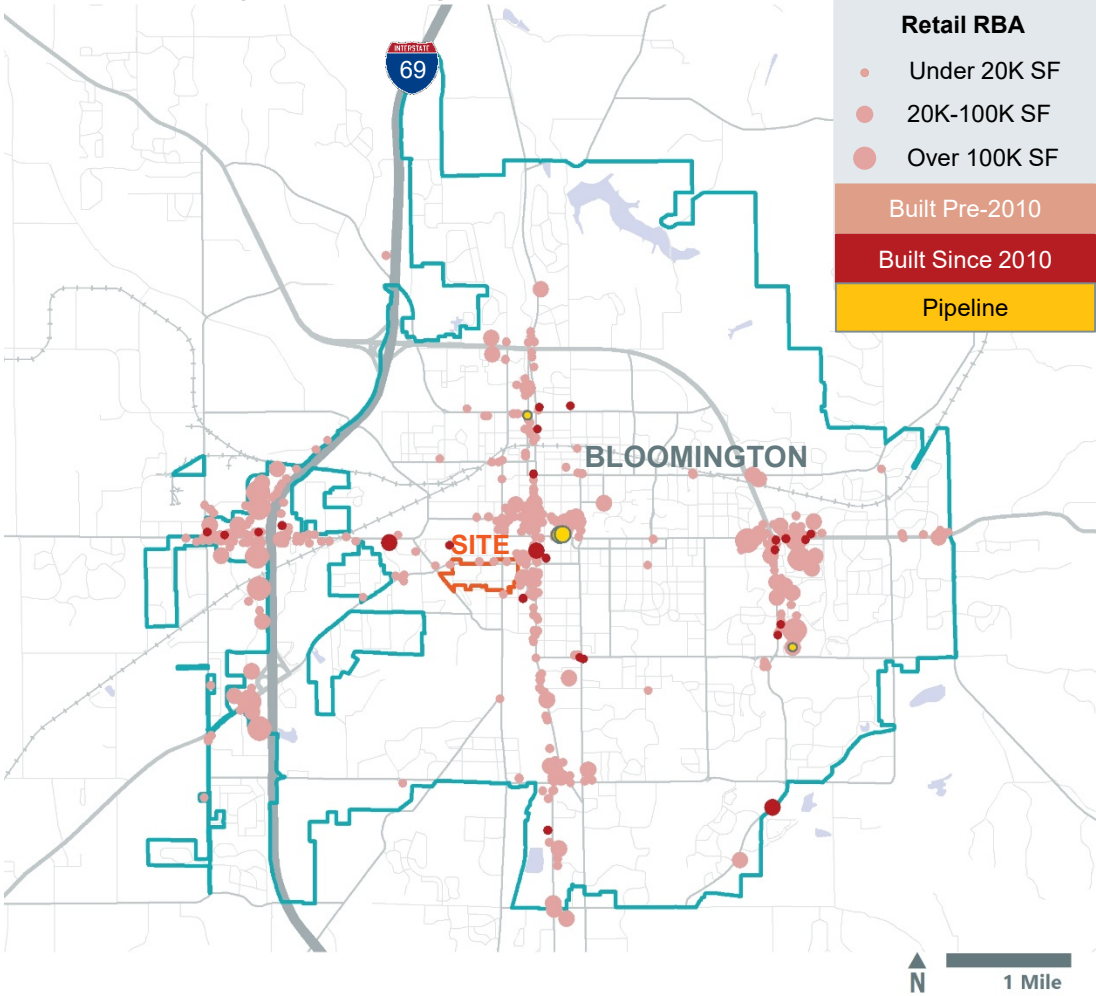 Retail RBA
Under 20K SF
20K-100K SF
Over 100K SF
Built Pre-2010
Built Since 2010
Pipeline
INTERSTATE
69
BLOOMINGTON
SITE
N
1 Mile